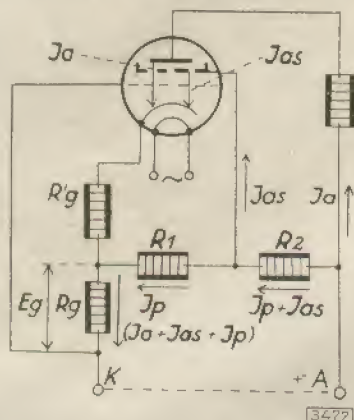 Ja
Jas
R'g
Jas
Ja
R1
R2
Eg
Rg
Jp
Jp+Jas
(Ja+Jas+Jp)
K
+A
~
3472